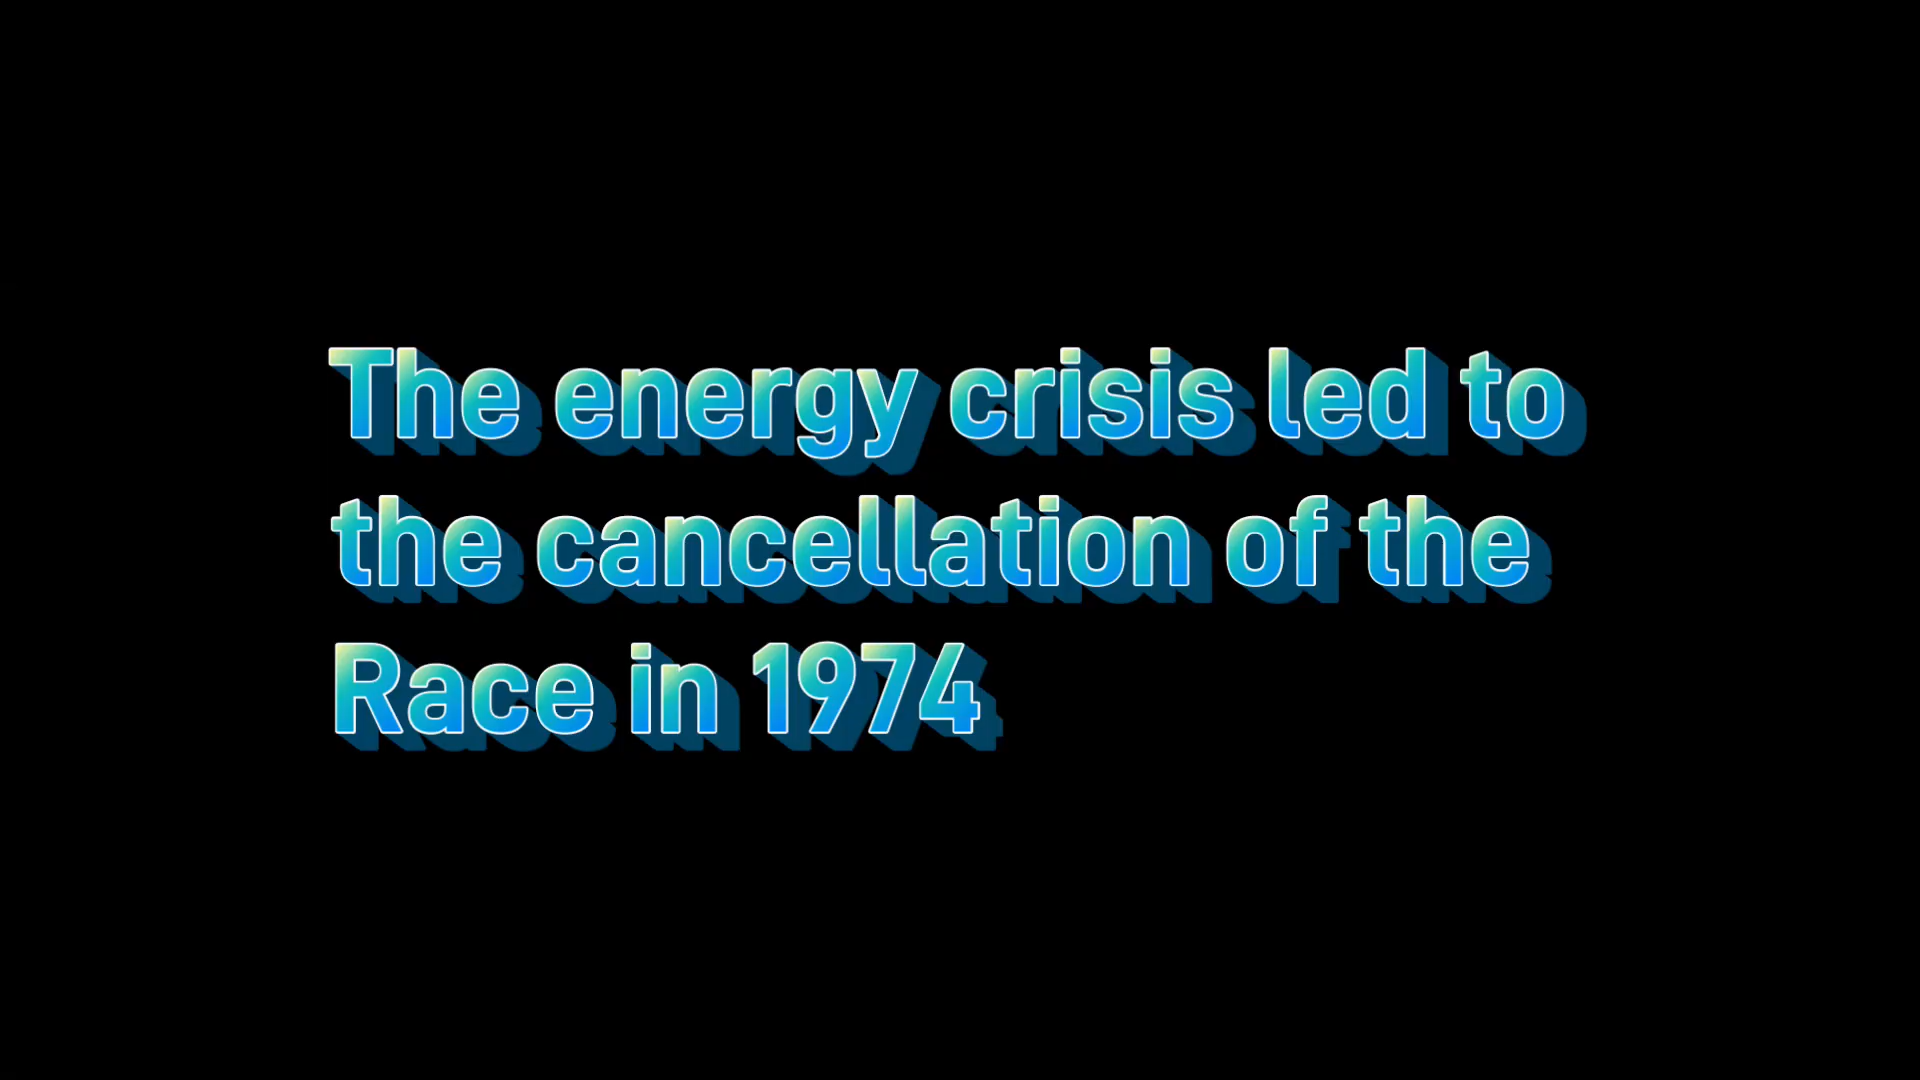 The energy crisis led to
the cancellation of the
Race in 1974